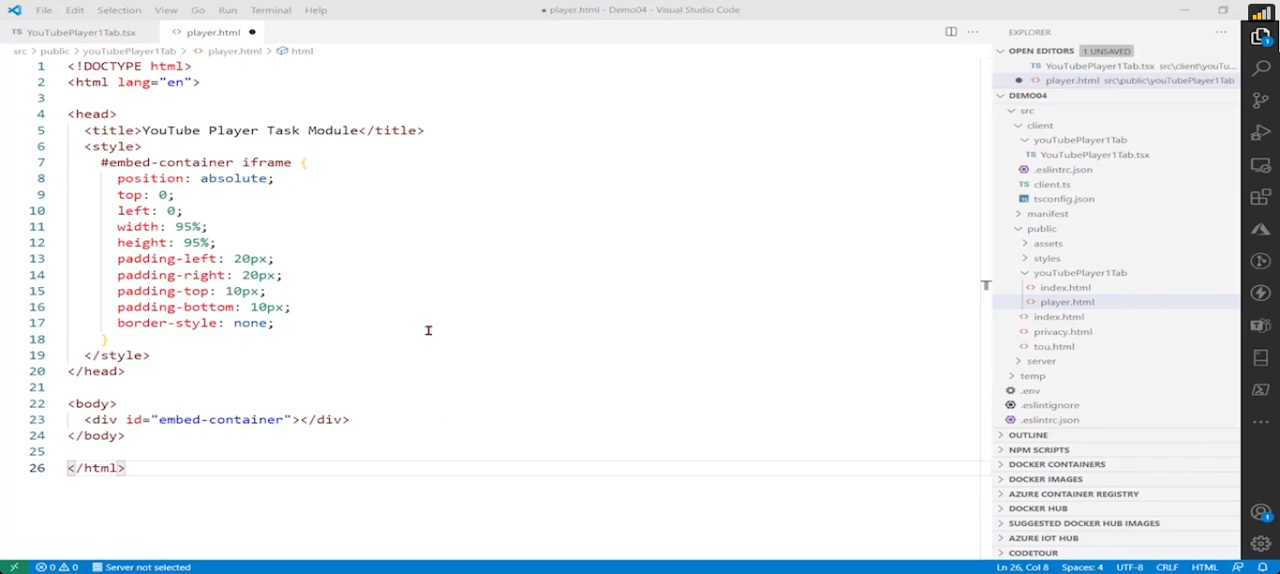 File Edit Selection View Go Run Terminal Help
● player.html - Demo04 - Visual Studio Code
YouTubePlayer1Tab.tsx
player.html
src > public > youTubePlayer1Tab > player.html > html
1 <!DOCTYPE html>
2 <html lang="en">
3
4 <head>
5 <title>YouTube Player Task Module</title>
6 <style>
7 #embed-container iframe {
8 position: absolute;
9 top: 0;
10 left: 0;
11 width: 95%;
12 height: 95%;
13 padding-left: 20px;
14 padding-right: 20px;
15 padding-top: 10px;
16 padding-bottom: 10px;
17 border-style: none;
18 }
19 </style>
20 </head>
21
22 <body>
23 <div id="embed-container"></div>
24 </body>
25
26 </html>
EXPLORER
OPEN EDITORS 1 UNSAVED
TS YouTubePlayer1Tab.tsx src\client\youTu...
player.html src\public\youTubePlayer1Tab
DEMO04
src
client
youTubePlayer1Tab
TS YouTubePlayer1Tab.tsx
.eslintrc.json
TS client.ts
tsconfig.json
manifest
public
assets
styles
youTubePlayer1Tab
index.html
player.html
index.html
privacy.html
tou.html
server
temp
.env
.eslintignore
.eslintrc.json
OUTLINE
NPM SCRIPTS
DOCKER CONTAINERS
DOCKER IMAGES
AZURE CONTAINER REGISTRY
DOCKER HUB
SUGGESTED DOCKER HUB IMAGES
AZURE IOT HUB
CODETOUR
0 0 Server not selected
Ln 26, Col 8 Spaces: 4 UTF-8 CRLF HTML